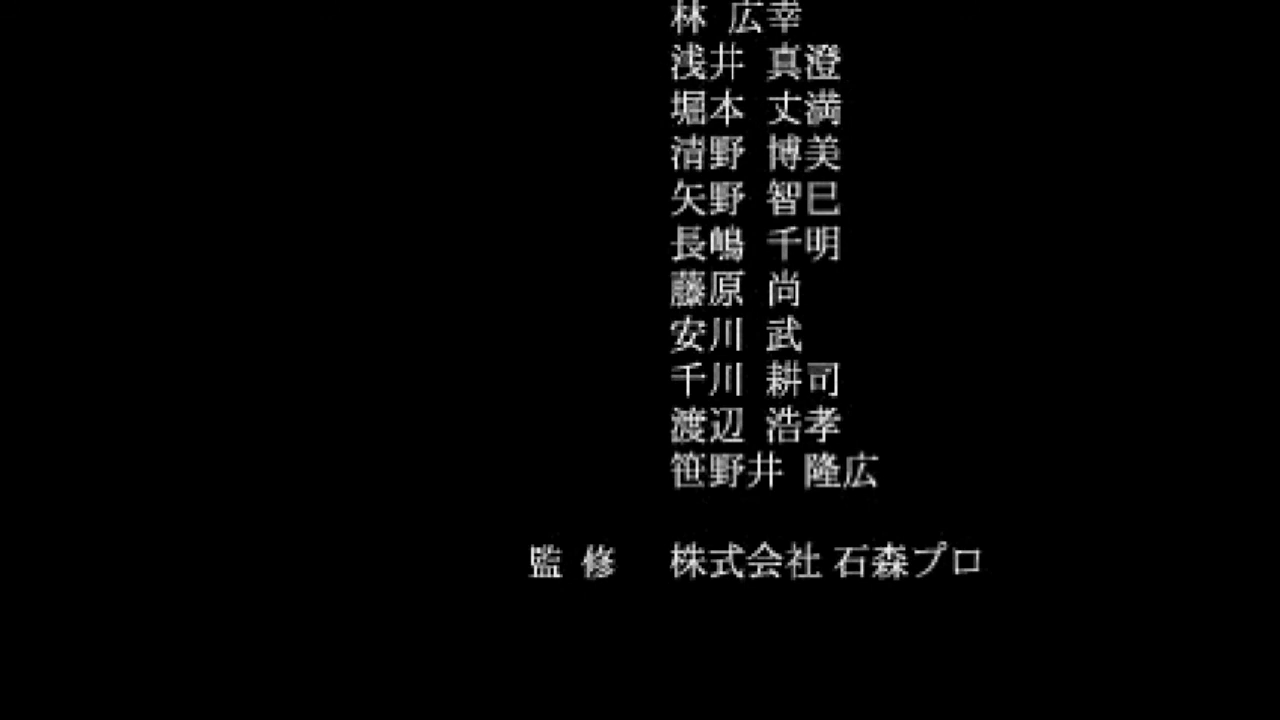 林 広幸
浅井 真澄
堀本 丈満
清野 博美
矢野 智巳
長嶋 千明
藤原 尚
安川 武
千川 耕司
渡辺 浩孝
笹野井 隆広
監 修 株式会社 石森プロ